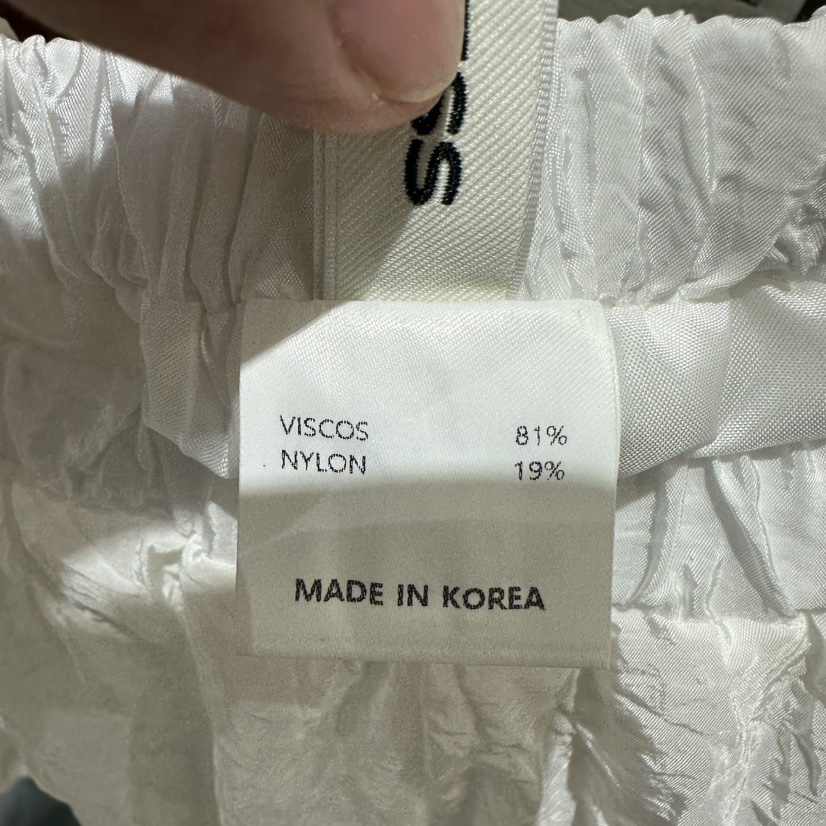 VISCOS 81%
NYLON 19%
MADE IN KOREA